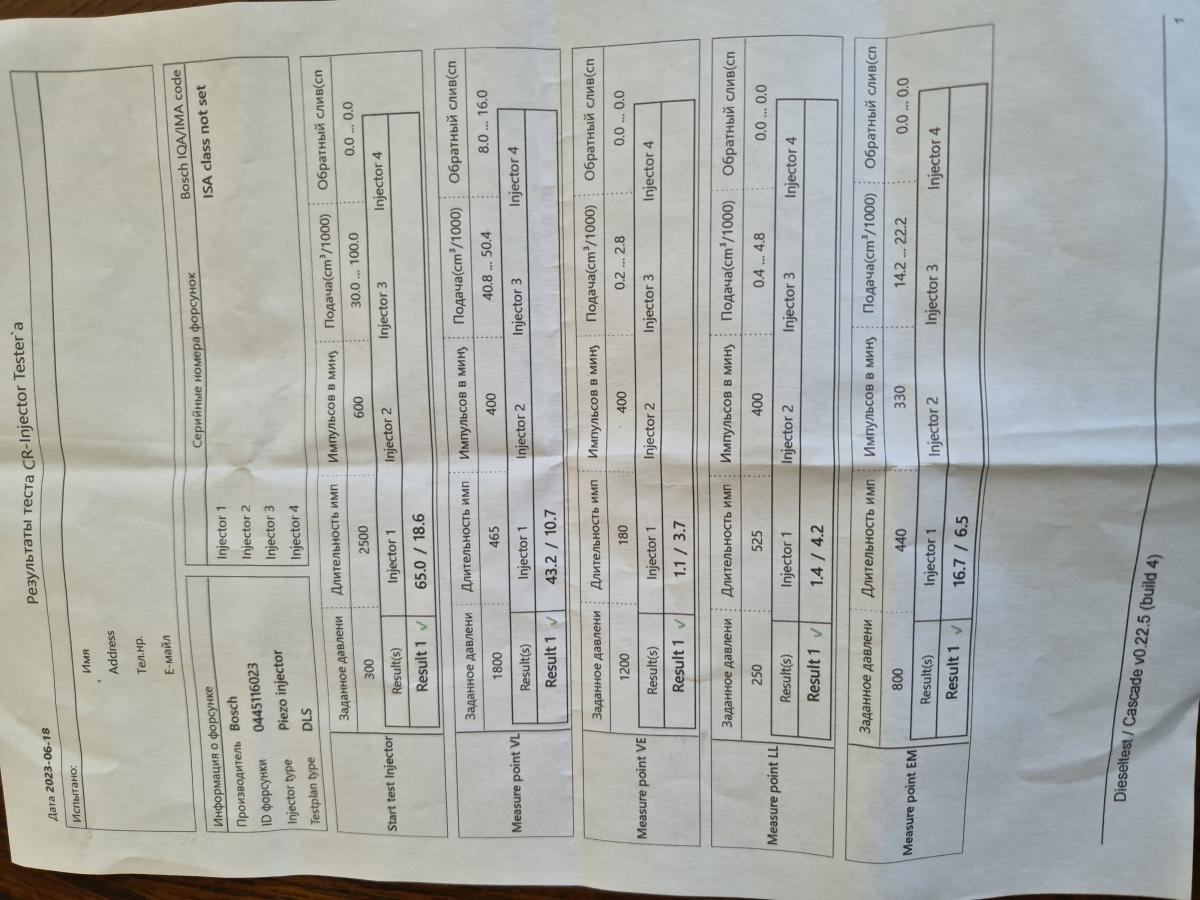 Результаты теста CR-Injector Tester`а
Дата 2023-06-18
Испытано:
Имя
Address
Тел.нр.
Е-майл
Информация о форсунке
Производитель Bosch
ID форсунки 0445116023
Injector type Piezo injector
Testplan type DLS
Серийные номера форсунок Bosch IQA/IMA code
Injector 1 ISA class not set
Injector 2
Injector 3
Injector 4
Заданное давлени Длительность имп Импульсов в мин Подача(cm³/1000) Обратный слив(сп
300 2500 600 30.0 ... 100.0 0.0 ... 0.0
Start test Injector
Result(s) Injector 1 Injector 2 Injector 3 Injector 4
Result 1 ✓ 65.0 / 18.6
Заданное давлени Длительность имп Импульсов в мин Подача(cm³/1000) Обратный слив(сп
1800 465 400 40.8 ... 50.4 8.0 ... 16.0
Measure point VL
Result(s) Injector 1 Injector 2 Injector 3 Injector 4
Result 1 ✓ 43.2 / 10.7
Заданное давлени Длительность имп Импульсов в мин Подача(cm³/1000) Обратный слив(сп
1200 180 400 0.2 ... 2.8 0.0 ... 0.0
Measure point VE
Result(s) Injector 1 Injector 2 Injector 3 Injector 4
Result 1 ✓ 1.1 / 3.7
Заданное давлени Длительность имп Импульсов в мин Подача(cm³/1000) Обратный слив(сп
250 525 400 0.4 ... 4.8 0.0 ... 0.0
Measure point LL
Result(s) Injector 1 Injector 2 Injector 3 Injector 4
Result 1 ✓ 1.4 / 4.2
Заданное давлени Длительность имп Импульсов в мин Подача(cm³/1000) Обратный слив(сп
800 440 330 14.2 ... 22.2 0.0 ... 0.0
Measure point EM
Result(s) Injector 1 Injector 2 Injector 3 Injector 4
Result 1 ✓ 16.7 / 6.5
Dieseltest / Cascade v0.22.5 (build 4)
1